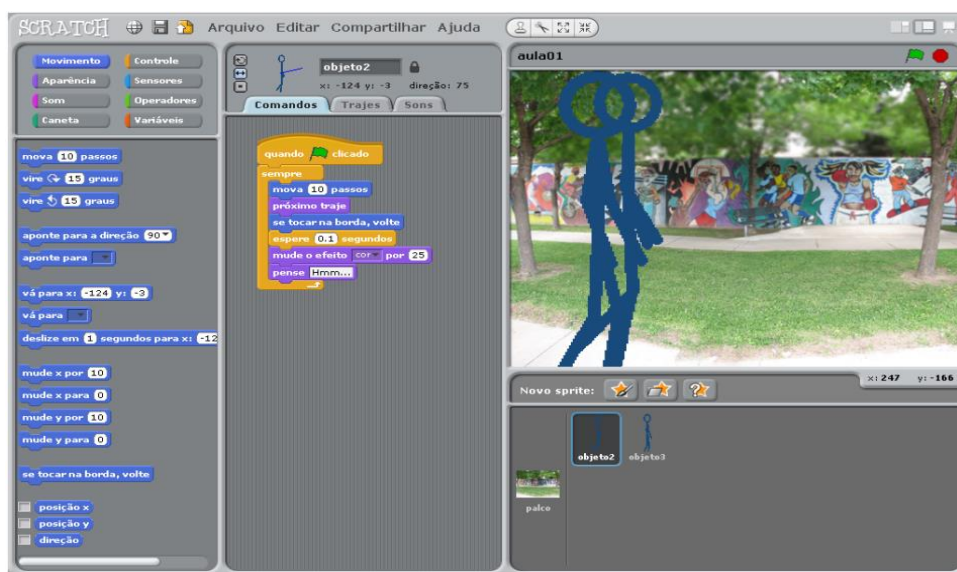 SCRATCH Arquivo Editar Compartilhar Ajuda
Movimento Controle
Aparência Sensores
Som Operadores
Caneta Variáveis
mova 10 passos
vire 15 graus
vire 15 graus
aponte para a direção 90
aponte para
vá para x: -124 y: -3
vá para
deslize em 1 segundos para x: -12
mude x por 10
mude x para 0
mude y por 10
mude y para 0
se tocar na borda, volte
posição x
posição y
direção
objeto2
x: -124 y: -3 direção: 75
Comandos Trajes Sons
quando clicado
sempre
mova 10 passos
próximo traje
se tocar na borda, volte
espere 0.1 segundos
mude o efeito cor por 25
pense Hmm...
aula01
x: 247 y: -166
Novo sprite:
objeto2 objeto3
palco